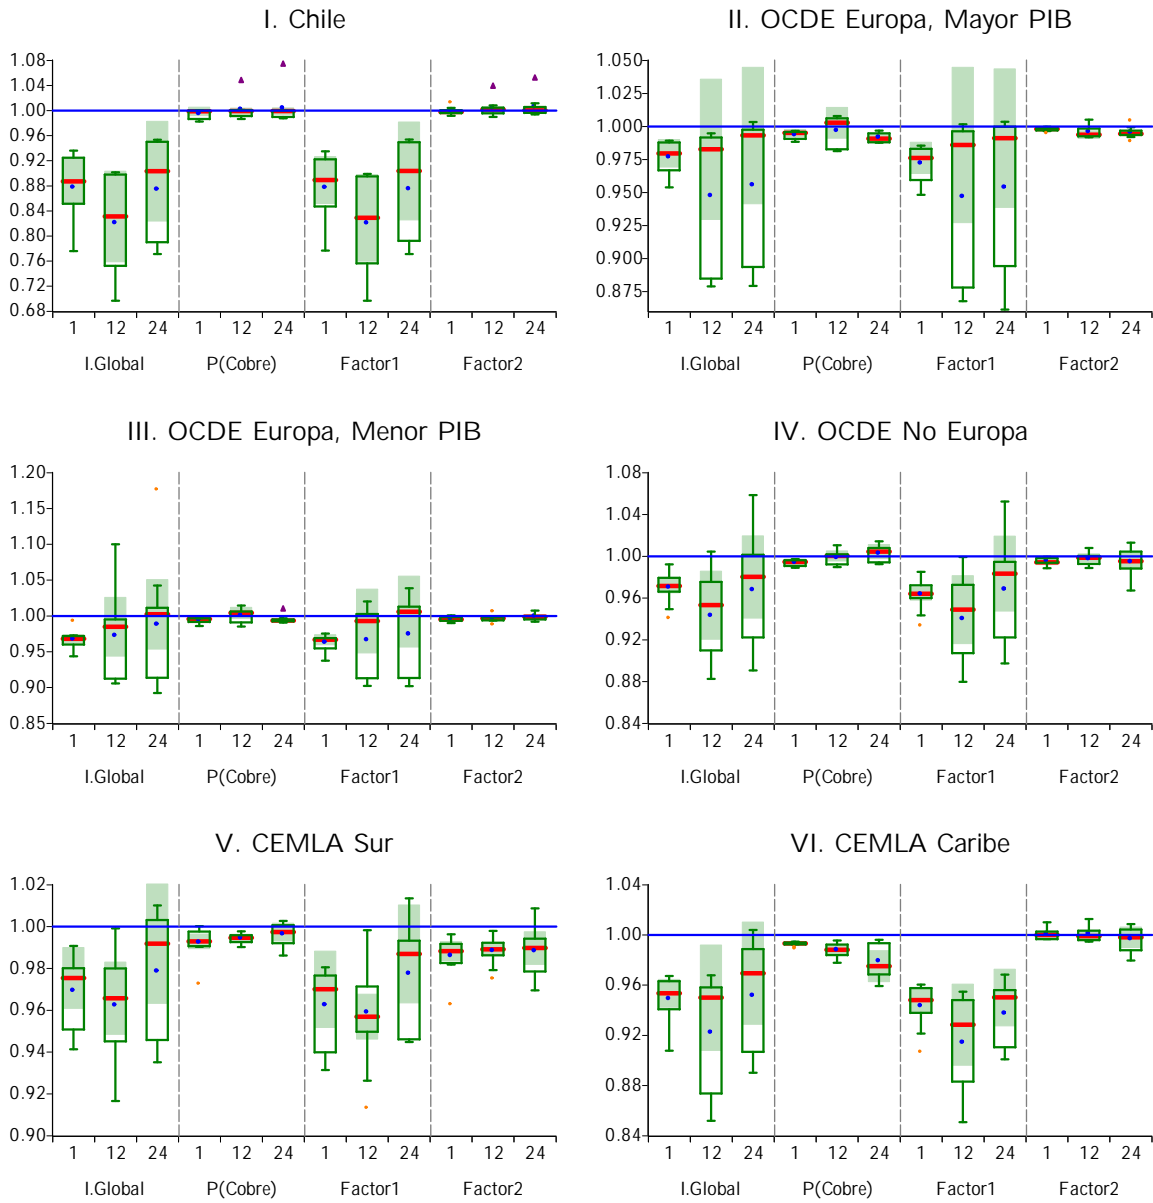 I. Chile
1.08
1.04
1.00
0.96
0.92
0.88
0.84
0.80
0.76
0.72
0.68
1 12 24 1 12 24 1 12 24 1 12 24
I.Global P(Cobre) Factor1 Factor2
II. OCDE Europa, Mayor PIB
1.050
1.025
1.000
0.975
0.950
0.925
0.900
0.875
1 12 24 1 12 24 1 12 24 1 12 24
I.Global P(Cobre) Factor1 Factor2
III. OCDE Europa, Menor PIB
1.20
1.15
1.10
1.05
1.00
0.95
0.90
0.85
1 12 24 1 12 24 1 12 24 1 12 24
I.Global P(Cobre) Factor1 Factor2
IV. OCDE No Europa
1.08
1.04
1.00
0.96
0.92
0.88
0.84
1 12 24 1 12 24 1 12 24 1 12 24
I.Global P(Cobre) Factor1 Factor2
V. CEMLA Sur
1.02
1.00
0.98
0.96
0.94
0.92
0.90
1 12 24 1 12 24 1 12 24 1 12 24
I.Global P(Cobre) Factor1 Factor2
VI. CEMLA Caribe
1.04
1.00
0.96
0.92
0.88
0.84
1 12 24 1 12 24 1 12 24 1 12 24
I.Global P(Cobre) Factor1 Factor2